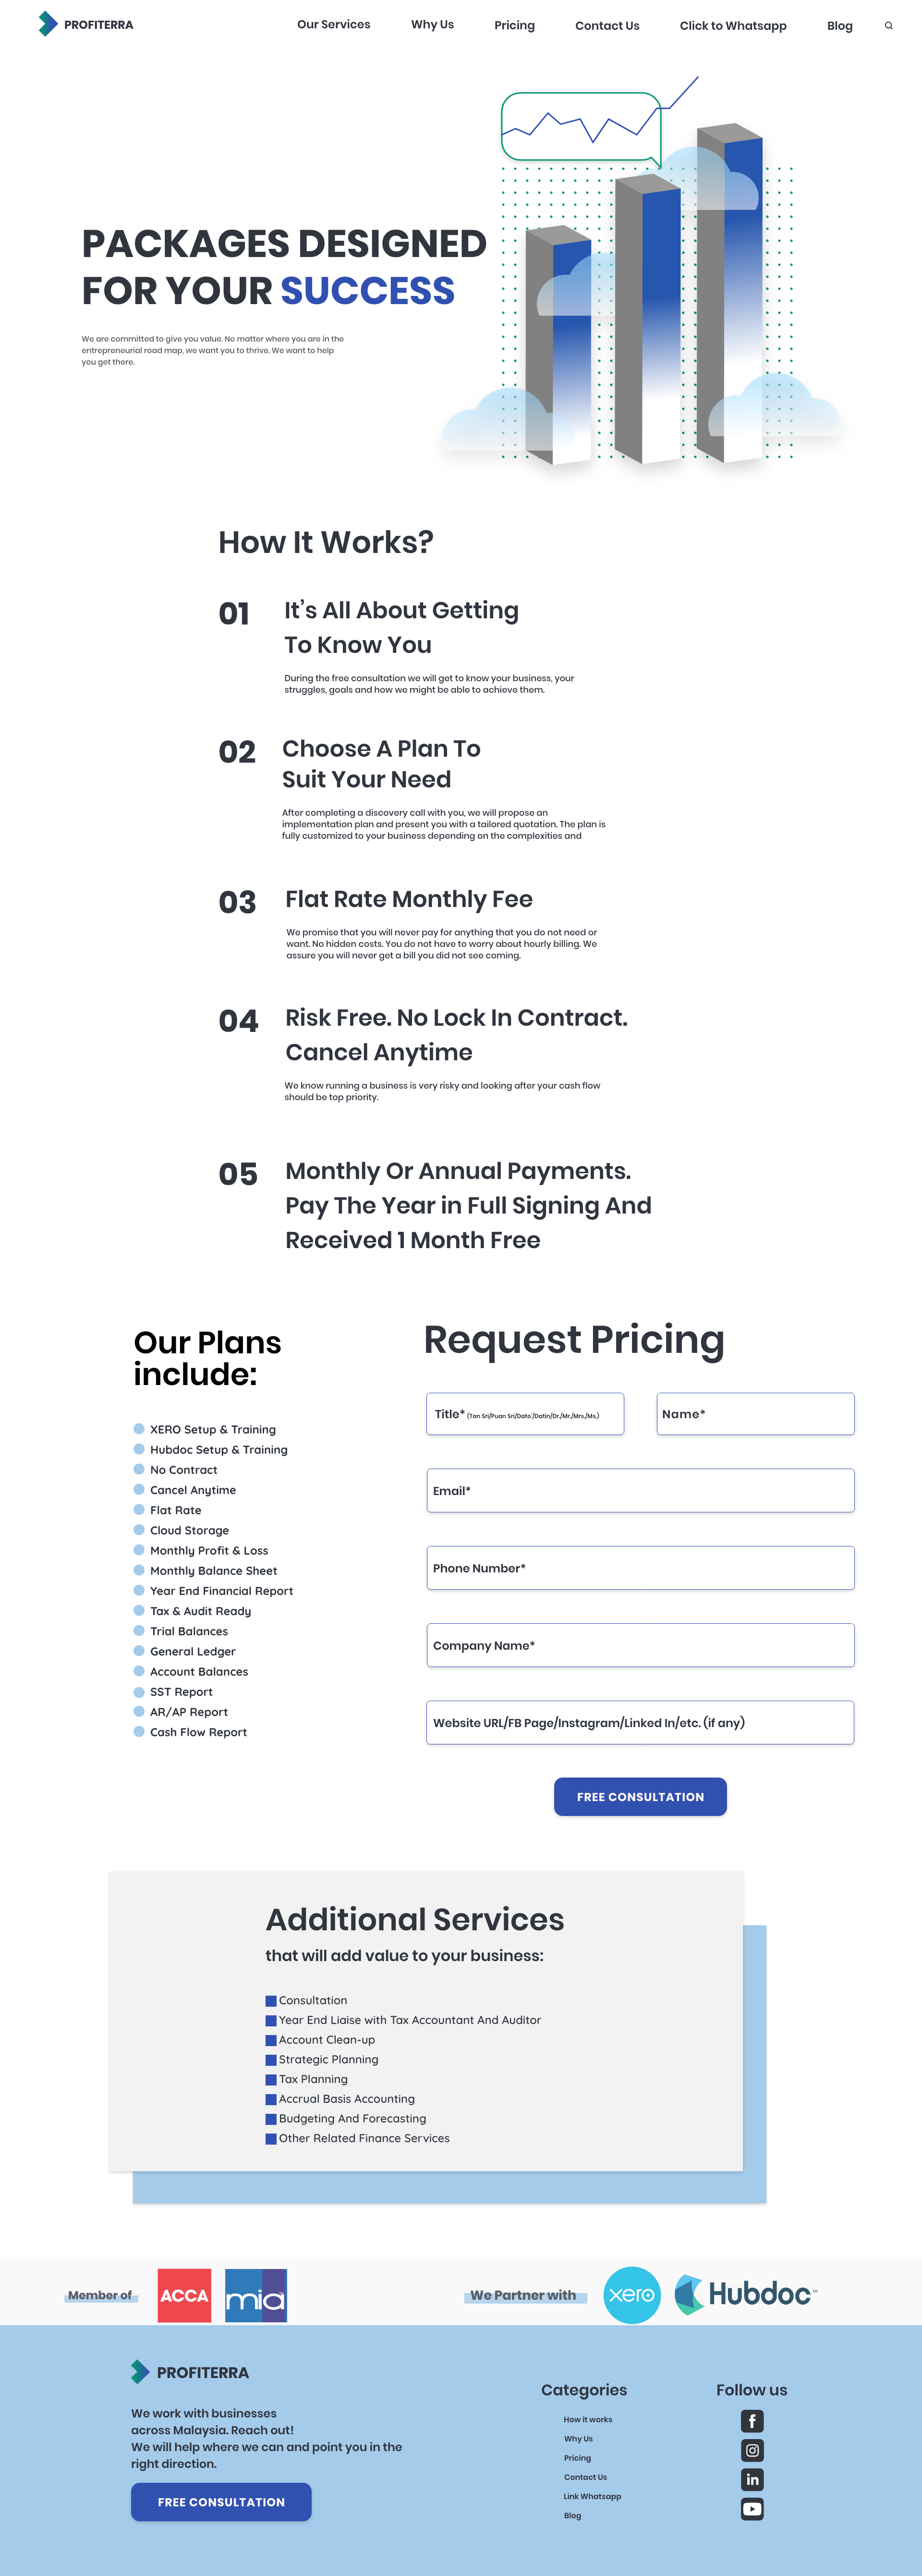 PROFITERRA
Our Services
Why Us
Pricing
Contact Us
Click to Whatsapp
Blog
PACKAGES DESIGNED
FOR YOUR SUCCESS
We are committed to give you value. No matter where you are in the
entrepreneurial road map, we want you to thrive. We want to help
you get there.
How It Works?
01
It's All About Getting
To Know You
During the free consultation we will get to know your business, your
struggles, goals and how we might be able to achieve them.
02
Choose A Plan To
Suit Your Need
After completing a discovery call with you, we will propose an
implementation plan and present you with a tailored quotation. The plan is
fully customized to your business depending on the complexities and
03
Flat Rate Monthly Fee
We promise that you will never pay for anything that you do not need or
want. No hidden costs. You do not have to worry about hourly billing. We
assure you will never get a bill you did not see coming.
04
Risk Free. No Lock In Contract.
Cancel Anytime
We know running a business is very risky and looking after your cash flow
should be top priority.
05
Monthly Or Annual Payments.
Pay The Year in Full Signing And
Received 1 Month Free
Our Plans
include:
XERO Setup & Training
Hubdoc Setup & Training
No Contract
Cancel Anytime
Flat Rate
Cloud Storage
Monthly Profit & Loss
Monthly Balance Sheet
Year End Financial Report
Tax & Audit Ready
Trial Balances
General Ledger
Account Balances
SST Report
AR/AP Report
Cash Flow Report
Request Pricing
Title* (Tan Sri/Puan Sri/Dato'/Datin/Dr./Mr./Mrs./Ms.)
Name*
Email*
Phone Number*
Company Name*
Website URL/FB Page/Instagram/Linked In/etc. (if any)
FREE CONSULTATION
Additional Services
that will add value to your business:
Consultation
Year End Liaise with Tax Accountant And Auditor
Account Clean-up
Strategic Planning
Tax Planning
Accrual Basis Accounting
Budgeting And Forecasting
Other Related Finance Services
Member of
ACCA
mia
We Partner with
xero
Hubdoc™
PROFITERRA
We work with businesses
across Malaysia. Reach out!
We will help where we can and point you in the
right direction.
FREE CONSULTATION
Categories
How it works
Why Us
Pricing
Contact Us
Link Whatsapp
Blog
Follow us